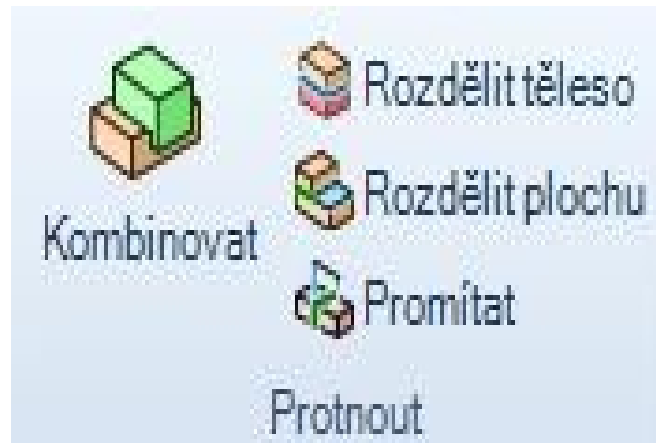 Kombinovat
Rozdělit těleso
Rozdělit plochu
Promítat
Protnout